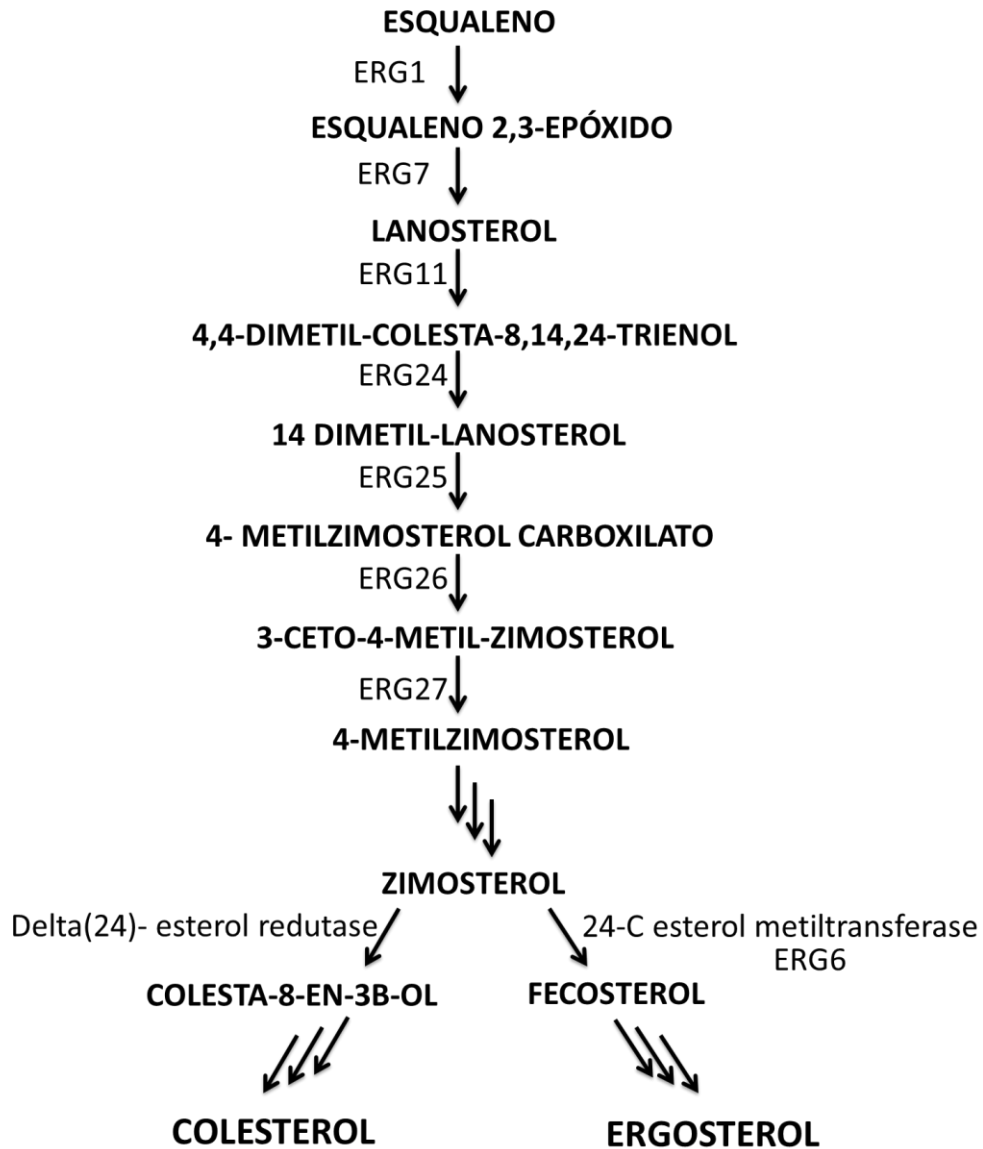 ESQUALENO
ERG1
ESQUALENO 2,3-EPÓXIDO
ERG7
LANOSTEROL
ERG11
4,4-DIMETIL-COLESTA-8,14,24-TRIENOL
ERG24
14 DIMETIL-LANOSTEROL
ERG25
4- METILZIMOSTEROL CARBOXILATO
ERG26
3-CETO-4-METIL-ZIMOSTEROL
ERG27
4-METILZIMOSTEROL
ZIMOSTEROL
Delta(24)- esterol redutase
24-C esterol metiltransferase
ERG6
COLESTA-8-EN-3B-OL
FECOSTEROL
COLESTEROL
ERGOSTEROL